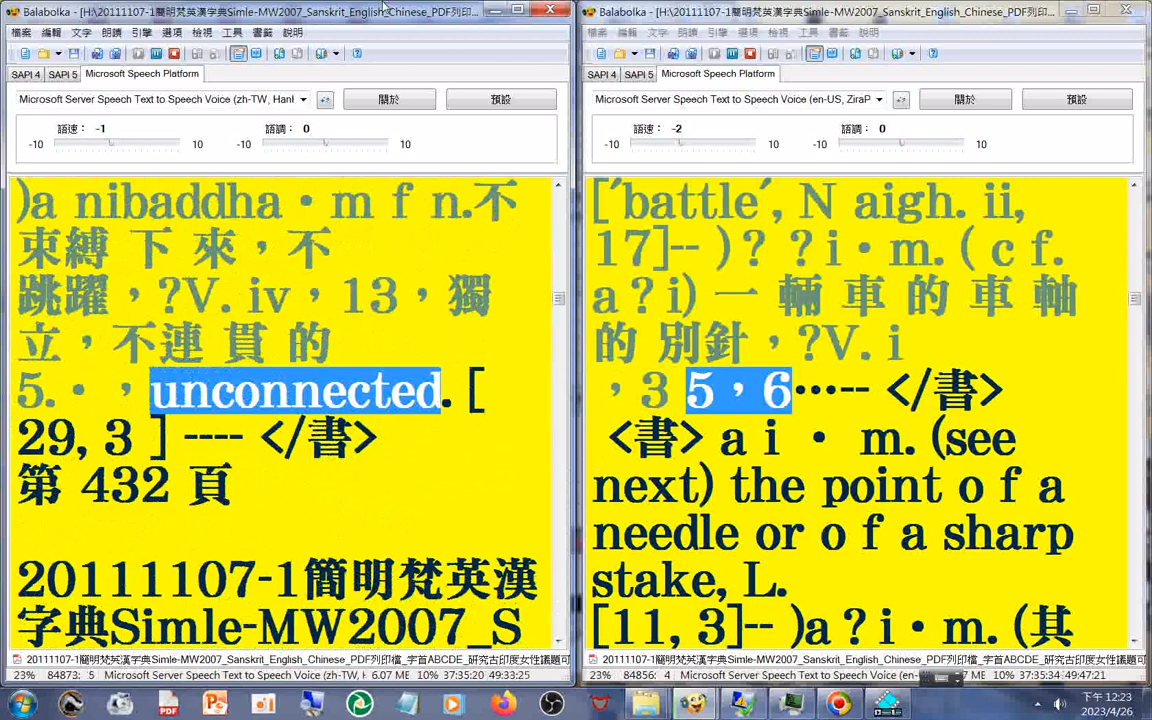 Balabolka - [H:\20111107-1簡明梵英漢字典Simle-MW2007_Sanskrit_English_Chinese_PDF列印...
檔案 編輯 文字 朗讀 引擎 選項 檢視 工具 書籤 說明
SAPI 4 SAPI 5 Microsoft Speech Platform
Microsoft Server Speech Text to Speech Voice (zh-TW, HanH
關於 預設
語速： -1 語調： 0
-10 10 -10 10
)a nibaddha•m f n.不
束縛 下 來，不
跳躍，?V. iv，13，獨
立，不連 貫 的
5.•，unconnected. [
29, 3 ] ---- </書>
第 432 頁
20111107-1簡明梵英漢
字典Simle-MW2007_S
20111107-1簡明梵英漢字典Simle-MW2007_Sanskrit_English_Chinese_PDF列印檔_字首ABCDE_研究古印度女性議題可
23% 84873: 5 Microsoft Server Speech Text to Speech Voice (zh-TW, H 6.07 ME 37:35:20 49:33:25
Balabolka - [H:\20111107-1簡明梵英漢字典Simle-MW2007_Sanskrit_English_Chinese_PDF列印...
檔案 編輯 文字 朗讀 引擎 選項 檢視 工具 書籤 說明
SAPI 4 SAPI 5 Microsoft Speech Platform
Microsoft Server Speech Text to Speech Voice (en-US, ZiraP
關於 預設
語速： -2 語調： 0
-10 10 -10 10
['battle', N aigh. ii,
17]-- )? ?i•m. ( c f.
a?i) 一 輛 車 的 車 軸
的 別針，?V. i
，3 5，6…-- </書>
<書> a i • m. (see
next) the point o f a
needle or o f a sharp
stake, L.
[11, 3]-- )a?i•m. (其
20111107-1簡明梵英漢字典Simle-MW2007_Sanskrit_English_Chinese_PDF列印檔_字首ABCDE_研究古印度女性議題可
23% 84856: 4 Microsoft Server Speech Text to Speech Voice (e 10% ME 37:35:34 49:47:21
下午 12:23
2023/4/26